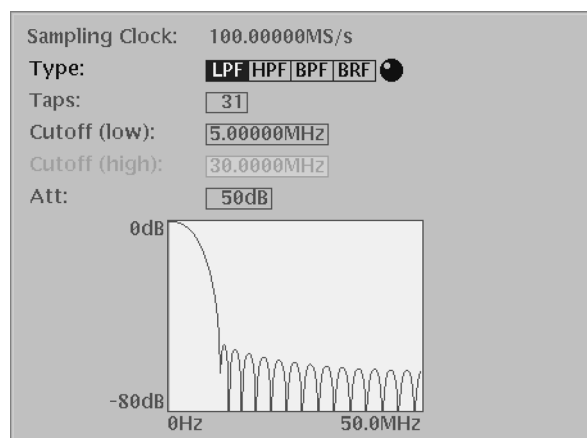 Sampling Clock: 100.00000MS/s
Type: LPF HPF BPF BRF
Taps: 31
Cutoff (low): 5.00000MHz
Cutoff (high): 30.0000MHz
Att: 50dB
0dB
-80dB
0Hz 50.0MHz